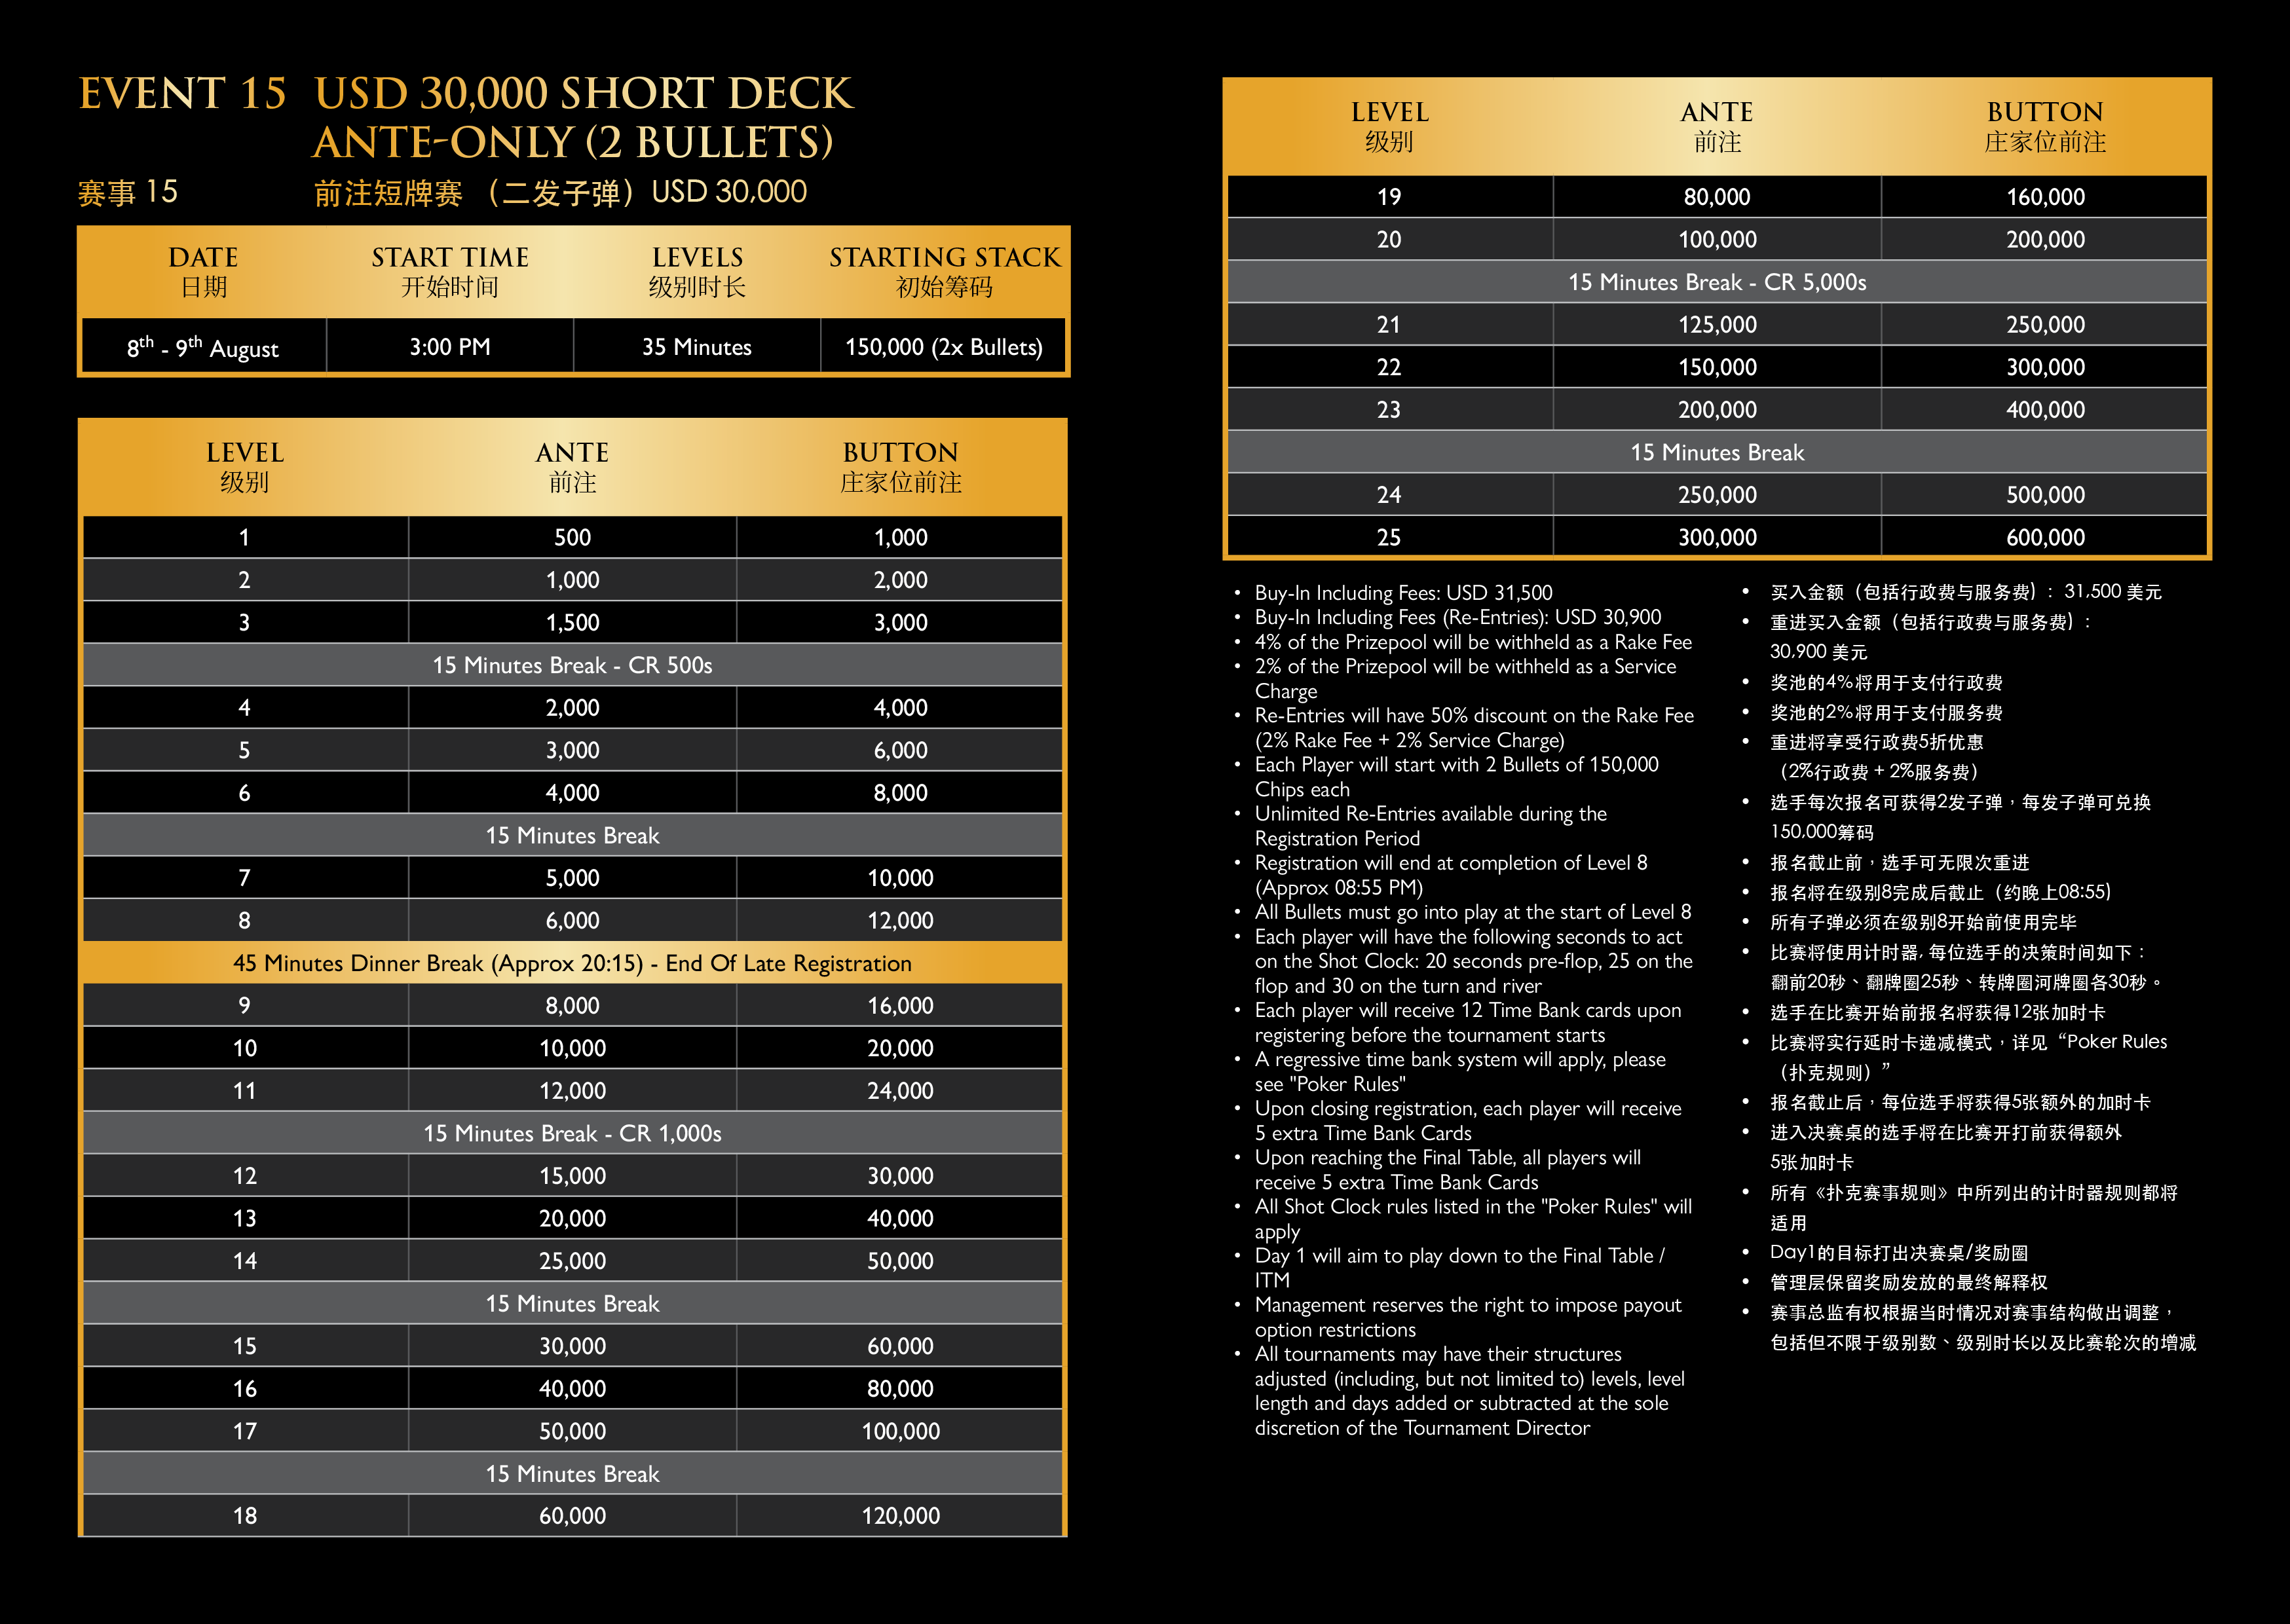 EVENT 15 USD 30,000 SHORT DECK
ANTE-ONLY (2 BULLETS)
赛事 15 前注短牌赛 （二发子弹）USD 30,000
DATE START TIME LEVELS STARTING STACK
日期 开始时间 级别时长 初始筹码
8th - 9th August 3:00 PM 35 Minutes 150,000 (2x Bullets)
LEVEL ANTE BUTTON
级别 前注 庄家位前注
1 500 1,000
2 1,000 2,000
3 1,500 3,000
15 Minutes Break - CR 500s
4 2,000 4,000
5 3,000 6,000
6 4,000 8,000
15 Minutes Break
7 5,000 10,000
8 6,000 12,000
45 Minutes Dinner Break (Approx 20:15) - End Of Late Registration
9 8,000 16,000
10 10,000 20,000
11 12,000 24,000
15 Minutes Break - CR 1,000s
12 15,000 30,000
13 20,000 40,000
14 25,000 50,000
15 Minutes Break
15 30,000 60,000
16 40,000 80,000
17 50,000 100,000
15 Minutes Break
18 60,000 120,000
LEVEL ANTE BUTTON
级别 前注 庄家位前注
19 80,000 160,000
20 100,000 200,000
15 Minutes Break - CR 5,000s
21 125,000 250,000
22 150,000 300,000
23 200,000 400,000
15 Minutes Break
24 250,000 500,000
25 300,000 600,000
• Buy-In Including Fees: USD 31,500
• Buy-In Including Fees (Re-Entries): USD 30,900
• 4% of the Prizepool will be withheld as a Rake Fee
• 2% of the Prizepool will be withheld as a Service
Charge
• Re-Entries will have 50% discount on the Rake Fee
(2% Rake Fee + 2% Service Charge)
• Each Player will start with 2 Bullets of 150,000
Chips each
• Unlimited Re-Entries available during the
Registration Period
• Registration will end at completion of Level 8
(Approx 08:55 PM)
• All Bullets must go into play at the start of Level 8
• Each player will have the following seconds to act
on the Shot Clock: 20 seconds pre-flop, 25 on the
flop and 30 on the turn and river
• Each player will receive 12 Time Bank cards upon
registering before the tournament starts
• A regressive time bank system will apply, please
see "Poker Rules"
• Upon closing registration, each player will receive
5 extra Time Bank Cards
• Upon reaching the Final Table, all players will
receive 5 extra Time Bank Cards
• All Shot Clock rules listed in the "Poker Rules" will
apply
• Day 1 will aim to play down to the Final Table /
ITM
• Management reserves the right to impose payout
option restrictions
• All tournaments may have their structures
adjusted (including, but not limited to) levels, level
length and days added or subtracted at the sole
discretion of the Tournament Director
• 买入金额（包括行政费与服务费）：31,500 美元
• 重进买入金额（包括行政费与服务费）：
30,900 美元
• 奖池的4%将用于支付行政费
• 奖池的2%将用于支付服务费
• 重进将享受行政费5折优惠
（2%行政费 + 2%服务费）
• 选手每次报名可获得2发子弹，每发子弹可兑换
150,000筹码
• 报名截止前，选手可无限次重进
• 报名将在级别8完成后截止（约晚上08:55）
• 所有子弹必须在级别8开始前使用完毕
• 比赛将使用计时器, 每位选手的决策时间如下：
翻前20秒、翻牌圈25秒、转牌圈河牌圈各30秒。
• 选手在比赛开始前报名将获得12张加时卡
• 比赛将实行延时卡递减模式，详见“Poker Rules
（扑克规则）”
• 报名截止后，每位选手将获得5张额外的加时卡
• 进入决赛桌的选手将在比赛开打前获得额外
5张加时卡
• 所有《扑克赛事规则》中所列出的计时器规则都将
适用
• Day1的目标打出决赛桌/奖励圈
• 管理层保留奖励发放的最终解释权
• 赛事总监有权根据当时情况对赛事结构做出调整，
包括但不限于级别数、级别时长以及比赛轮次的增减